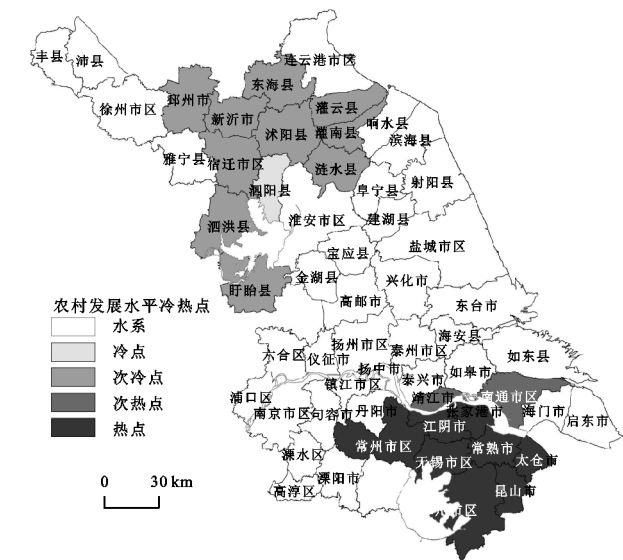 丰县
沛县
连云港市区
徐州市区
邳州市
东海县
新沂市
灌云县
沭阳县
灌南县
响水县
滨海县
睢宁县
宿迁市区
涟水县
泗阳县
阜宁县
射阳县
泗洪县
淮安市区
建湖县
盐城市区
宝应县
盱眙县
金湖县
兴化市
高邮市
东台市
农村发展水平冷热点
水系
冷点
次冷点
次热点
热点
0 30 km
六合区
仪征市
扬州市区
泰州市区
海安县
如东县
扬中市
泰兴市
如皋市
浦口区
镇江市区
靖江市
南通市区
南京市区
句容市
丹阳市
张家港市
海门市
启东市
江阴市
常州市区
常熟市
溧水区
无锡市区
太仓市
高淳区
溧阳市
昆山市
市区